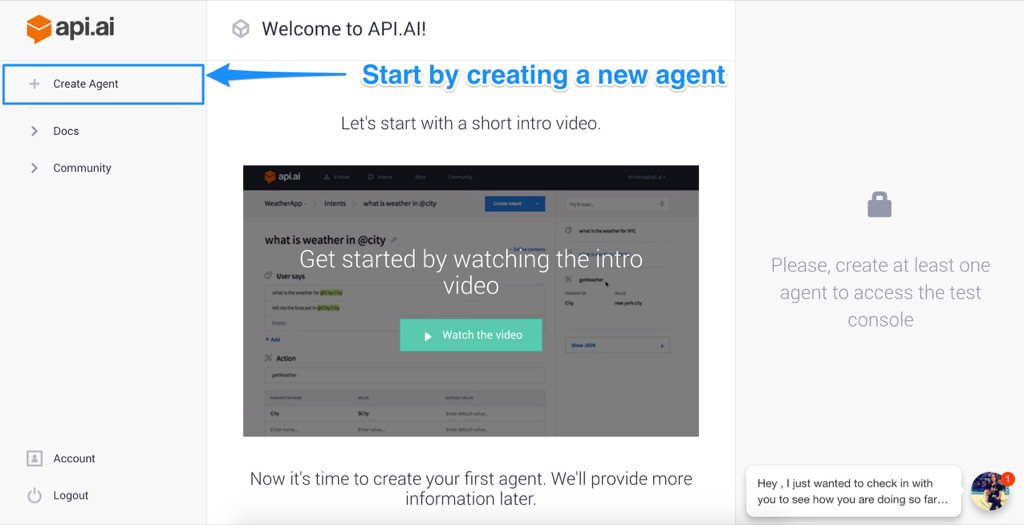 api.ai
Welcome to API.AI!
Create Agent
Start by creating a new agent
Docs
Community
Let's start with a short intro video.
api.ai
Intents
Docs
Community
WeatherApp
Intents
what is weather in @city
Create Intent
Try it now...
what is weather in @city
what is the weather for NYC
Get started by watching the intro
video
User says
what is the weather for @City:City
tell me the forecast in @City:City
Empty
+ Add
getWeather
PARAMETER
VALUE
City
new york city
Show JSON
Watch the video
Action
getWeather
PARAMETER NAME
VALUE
DEFAULT VALUE
City
$City
Enter default value...
Enter name...
Enter value...
Enter default value...
Please, create at least one
agent to access the test
console
Now it's time to create your first agent. We'll provide more
information later.
Account
Logout
Hey , I just wanted to check in with
you to see how you are doing so far...
1